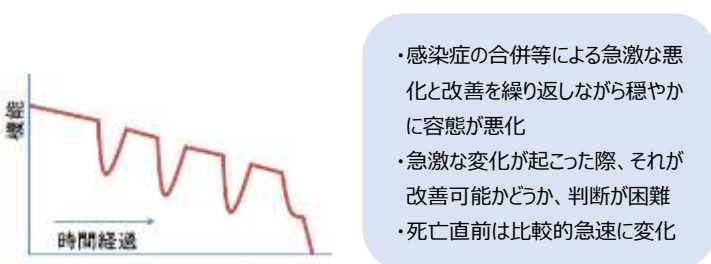 機能
時間経過
・感染症の合併等による急激な悪
化と改善を繰り返しながら穏やか
に容態が悪化
・急激な変化が起こった際、それが
改善可能かどうか、判断が困難
・死亡直前は比較的急速に変化